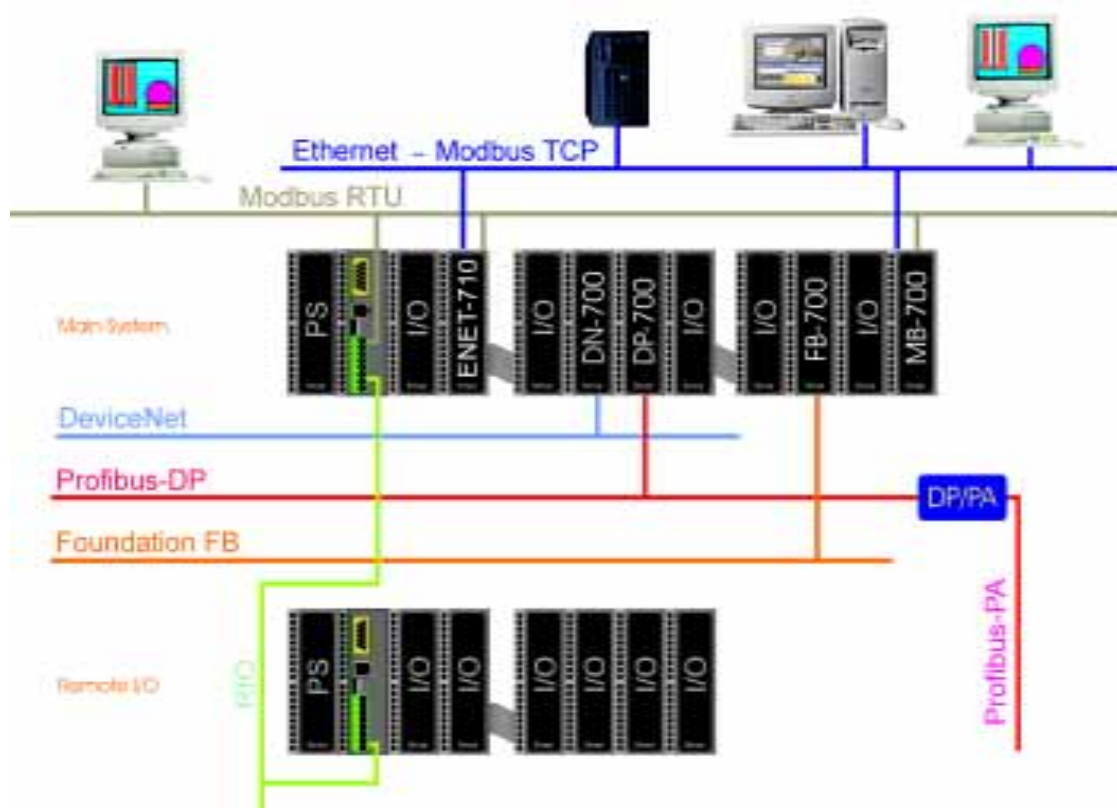 Ethernet – Modbus TCP
Modbus RTU
Main System
PS
I/O
ENET-710
I/O
DN-700
DP-700
I/O
I/O
FB-700
I/O
MB-700
DeviceNet
Profibus-DP
DP/PA
Foundation FB
Profibus-PA
RIO
Remote I/O
PS
I/O
I/O
I/O
I/O
I/O
I/O